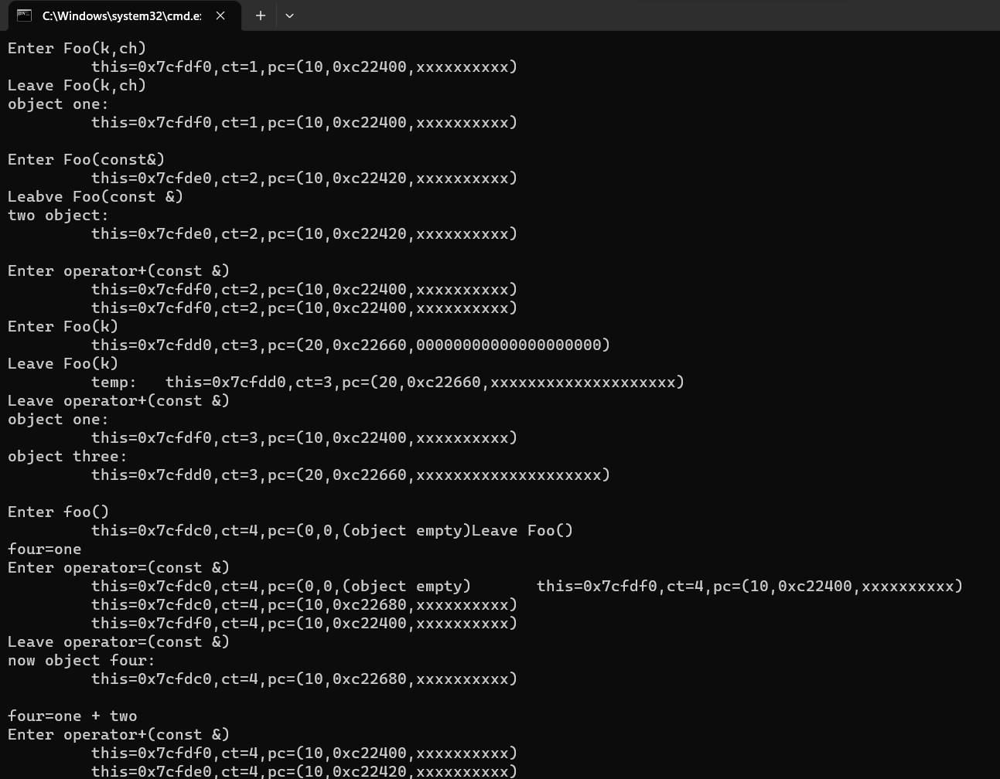 C:\Windows\system32\cmd.e
Enter Foo(k,ch)
this=0x7cfdf0,ct=1,pc=(10,0xc22400,xxxxxxxxxx)
Leave Foo(k,ch)
object one:
this=0x7cfdf0,ct=1,pc=(10,0xc22400,xxxxxxxxxx)
Enter Foo(const&)
this=0x7cfde0,ct=2,pc=(10,0xc22420,xxxxxxxxxx)
Leabve Foo(const &)
two object:
this=0x7cfde0,ct=2,pc=(10,0xc22420,xxxxxxxxxx)
Enter operator+(const &)
this=0x7cfdf0,ct=2,pc=(10,0xc22400,xxxxxxxxxx)
this=0x7cfdf0,ct=2,pc=(10,0xc22400,xxxxxxxxxx)
Enter Foo(k)
this=0x7cfdd0,ct=3,pc=(20,0xc22660,00000000000000000000)
Leave Foo(k)
temp:   this=0x7cfdd0,ct=3,pc=(20,0xc22660,xxxxxxxxxxxxxxxxxxxx)
Leave operator+(const &)
object one:
this=0x7cfdf0,ct=3,pc=(10,0xc22400,xxxxxxxxxx)
object three:
this=0x7cfdd0,ct=3,pc=(20,0xc22660,xxxxxxxxxxxxxxxxxxxx)
Enter foo()
this=0x7cfdc0,ct=4,pc=(0,0,(object empty)Leave Foo()
four=one
Enter operator=(const &)
this=0x7cfdc0,ct=4,pc=(0,0,(object empty)       this=0x7cfdf0,ct=4,pc=(10,0xc22400,xxxxxxxxxx)
this=0x7cfdc0,ct=4,pc=(10,0xc22680,xxxxxxxxxx)
this=0x7cfdf0,ct=4,pc=(10,0xc22400,xxxxxxxxxx)
Leave operator=(const &)
now object four:
this=0x7cfdc0,ct=4,pc=(10,0xc22680,xxxxxxxxxx)
four=one + two
Enter operator+(const &)
this=0x7cfdf0,ct=4,pc=(10,0xc22400,xxxxxxxxxx)
this=0x7cfde0,ct=4,pc=(10,0xc22420,xxxxxxxxxx)